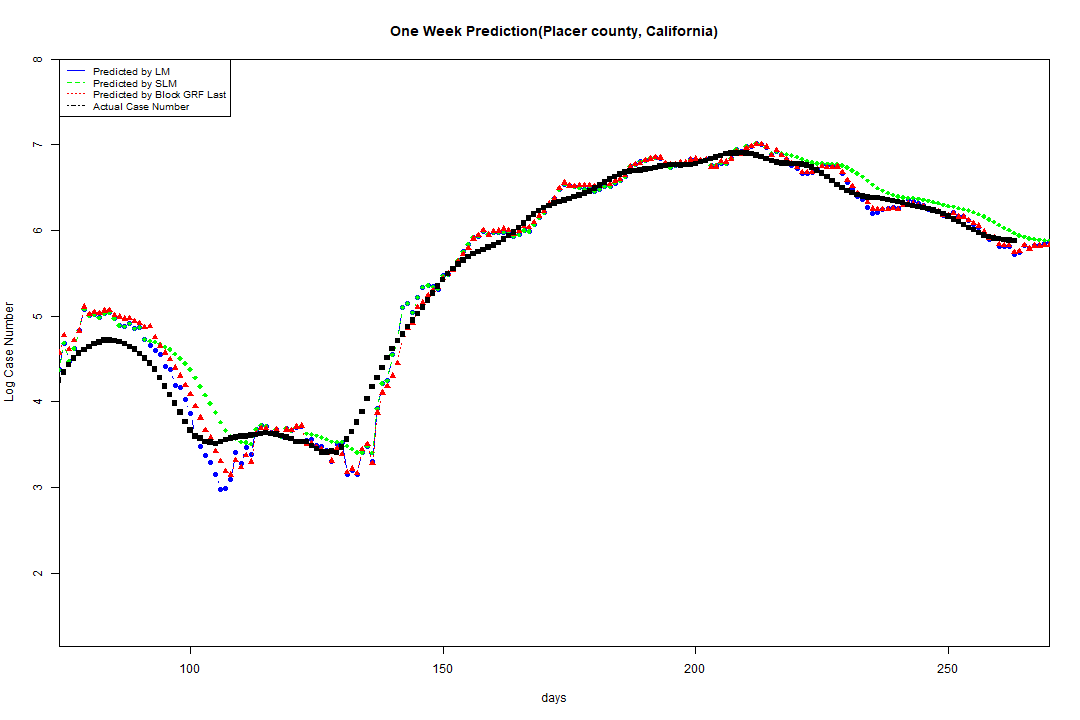 One Week Prediction(Placer county, California)
Predicted by LM
Predicted by SLM
Predicted by Block GRF Last
Actual Case Number
Log Case Number
8
7
6
5
4
3
2
100 150 200 250
days